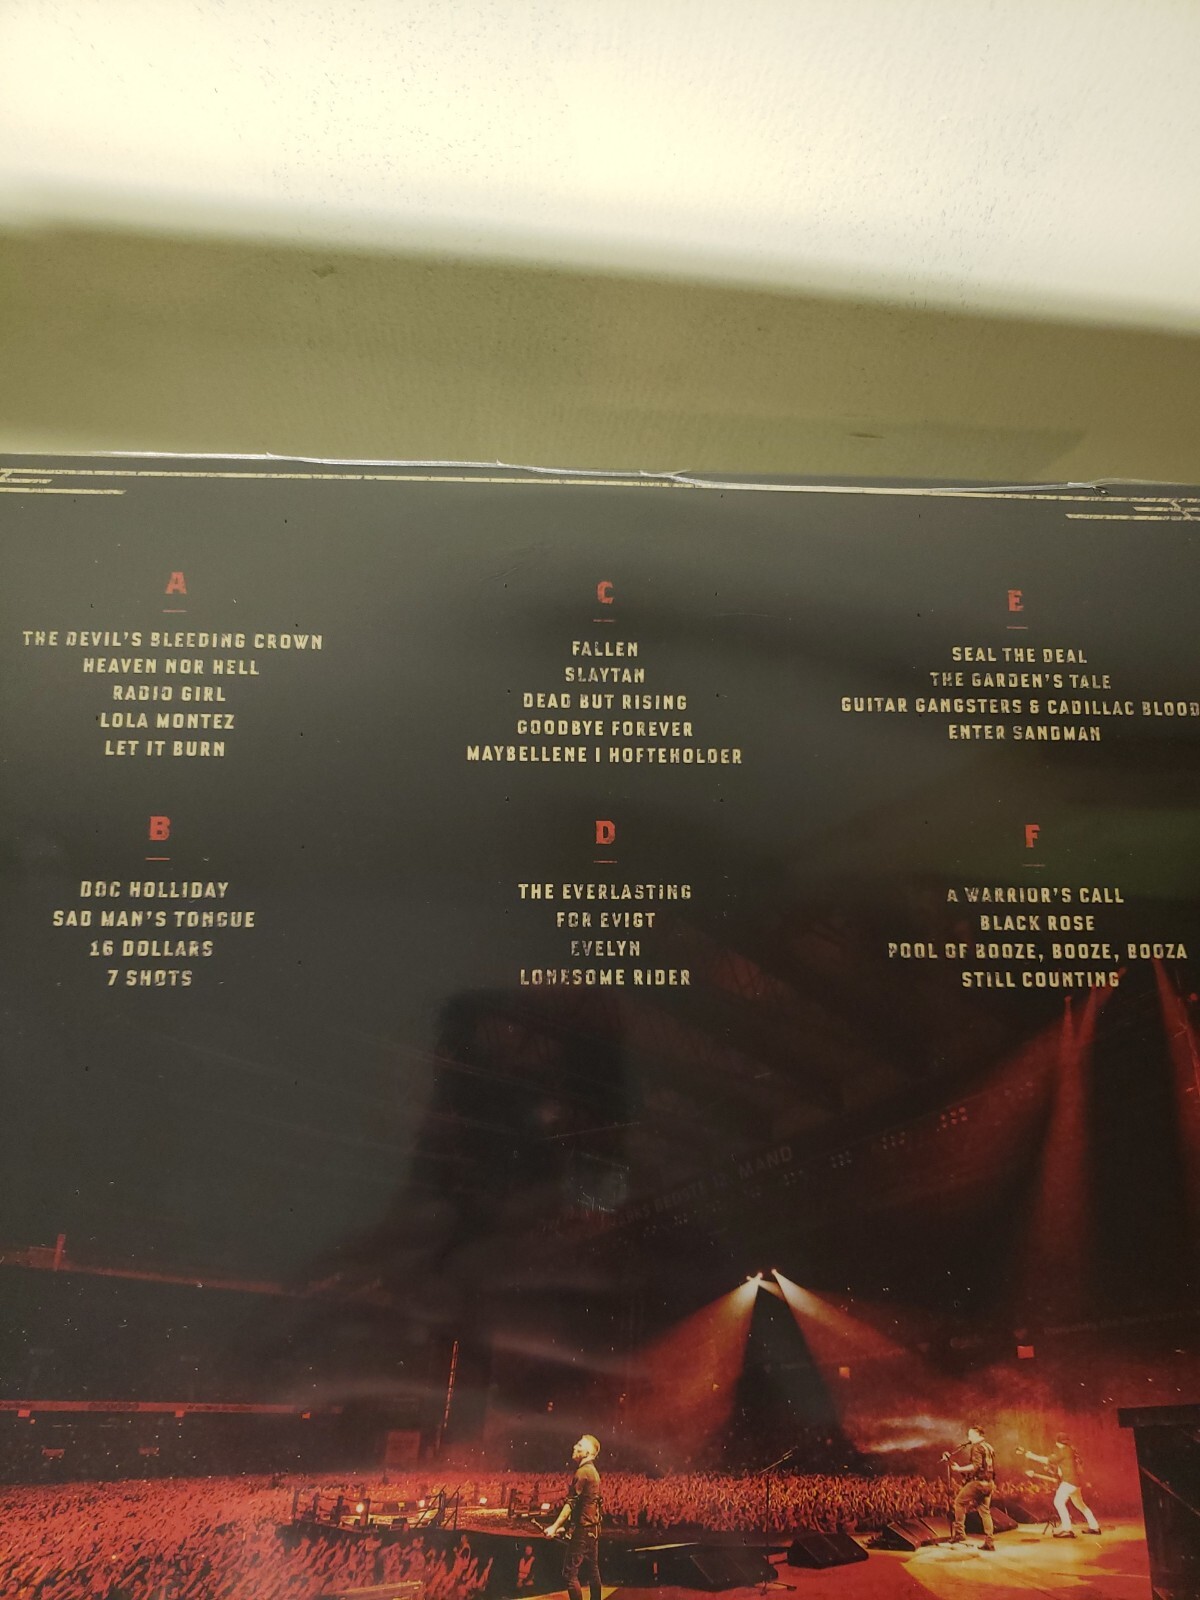 A
THE DEVIL'S BLEEDING CROWN
HEAVEN NOR HELL
RADIO GIRL
LOLA MONTEZ
LET IT BURN
B
DOC HOLLIDAY
SAD MAN'S TONGUE
16 DOLLARS
7 SHOTS
C
FALLEN
SLAYTAN
DEAD BUT RISING
GOODBYE FOREVER
MAYBELLENE I HOFTEHOLDER
D
THE EVERLASTING
FOR EVIGT
EVELYN
LONESOME RIDER
E
SEAL THE DEAL
THE GARDEN'S TALE
GUITAR GANGSTERS & CADILLAC BLOOD
ENTER SANDMAN
F
A WARRIOR'S CALL
BLACK ROSE
POOL OF BOOZE, BOOZE, BOOZA
STILL COUNTING